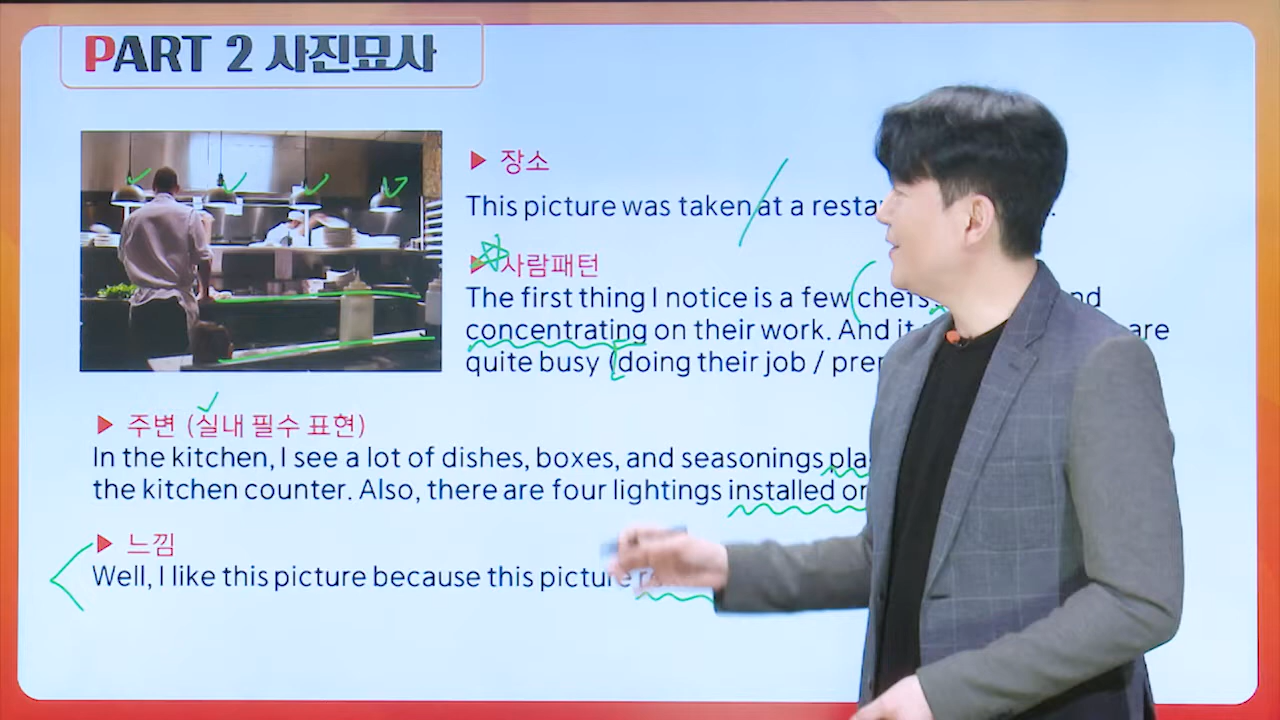 PART 2 사진묘사
▶ 장소
This picture was taken at a
▶ 사람패턴
The first thing I notice is a few chefs
concentrating on their work. And it are
quite busy (doing their job /
▶ 주변 (실내 필수 표현)
In the kitchen, I see a lot of dishes, boxes, and seasonings
the kitchen counter. Also, there are four lightings installed
▶ 느낌
Well, I like this picture because this picture